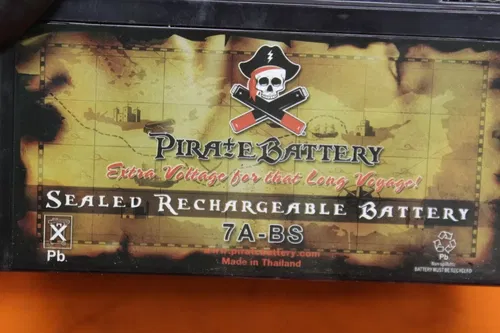 PIRATE BATTERY
Extra Voltage for that Long Voyage!
SEALED RECHARGEABLE BATTERY
7A-BS
www.piratebattery.com
Made in Thailand
Pb.
Pb
BATTERY MUST BE RECYCLED